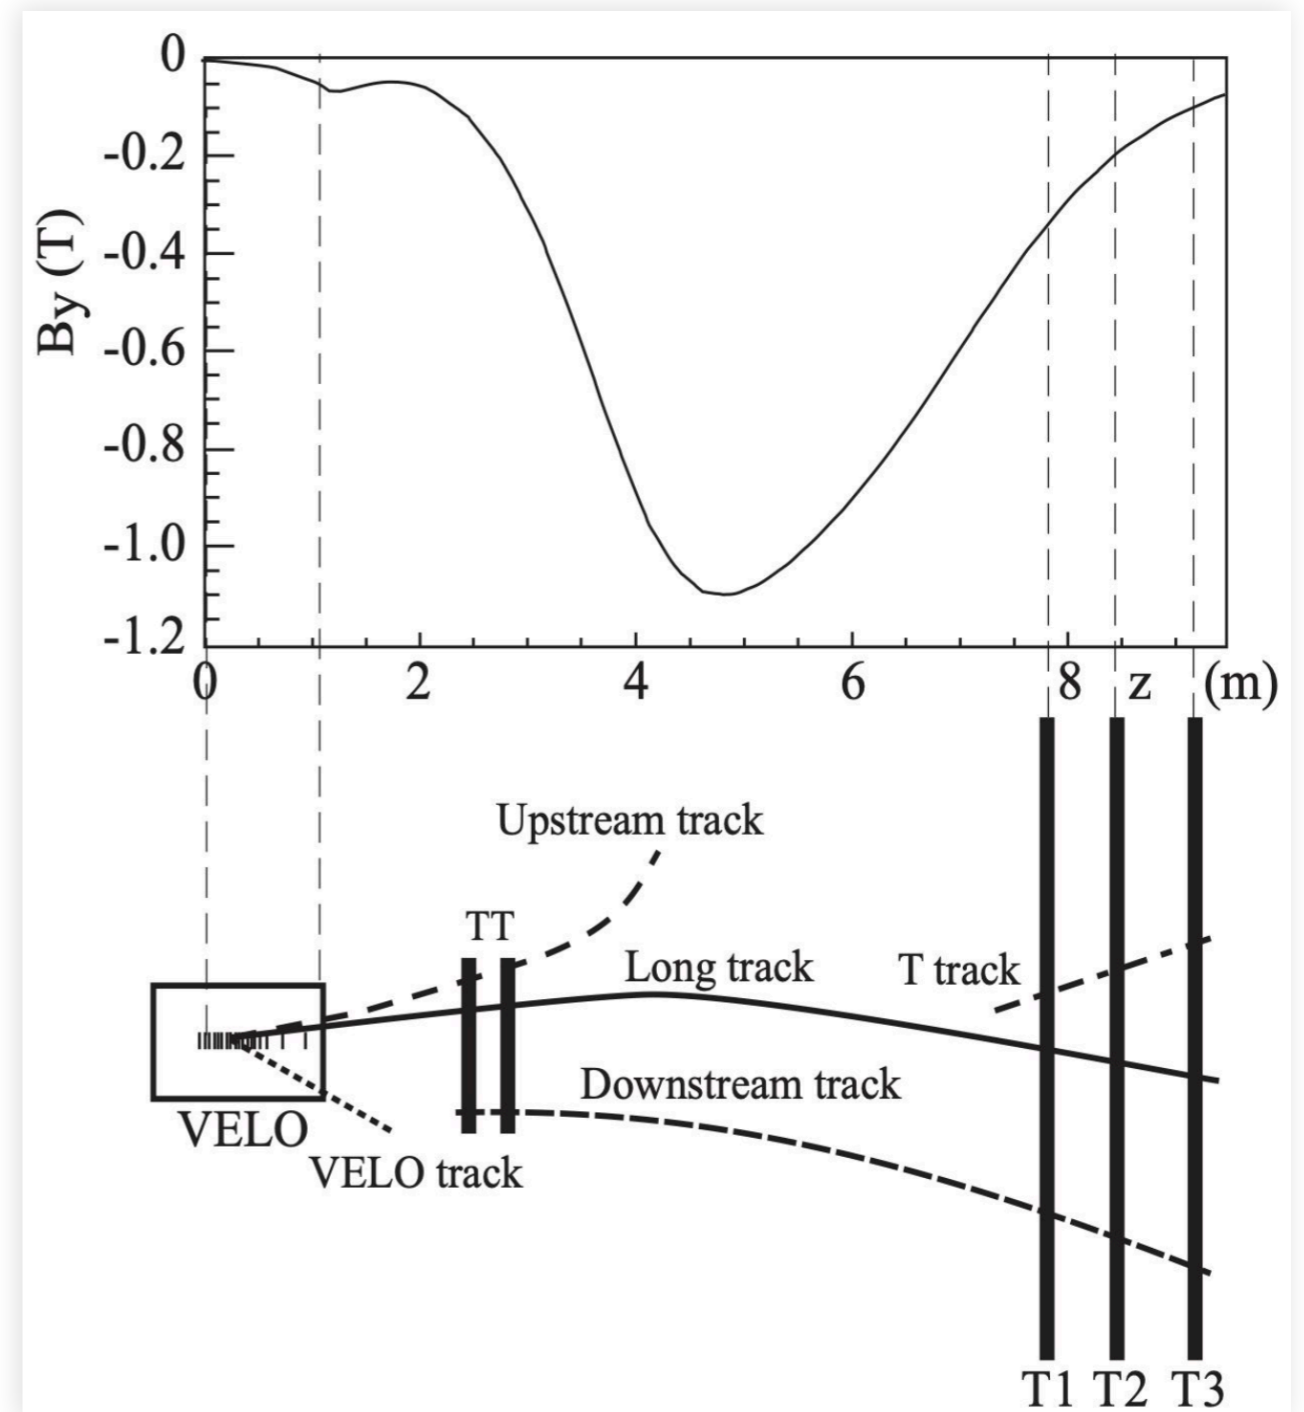 0
-0.2
-0.4
-0.6
-0.8
-1.0
-1.2
By (T)
0 2 4 6 8 z (m)
Upstream track
TT
Long track
T track
Downstream track
VELO
VELO track
T1 T2 T3